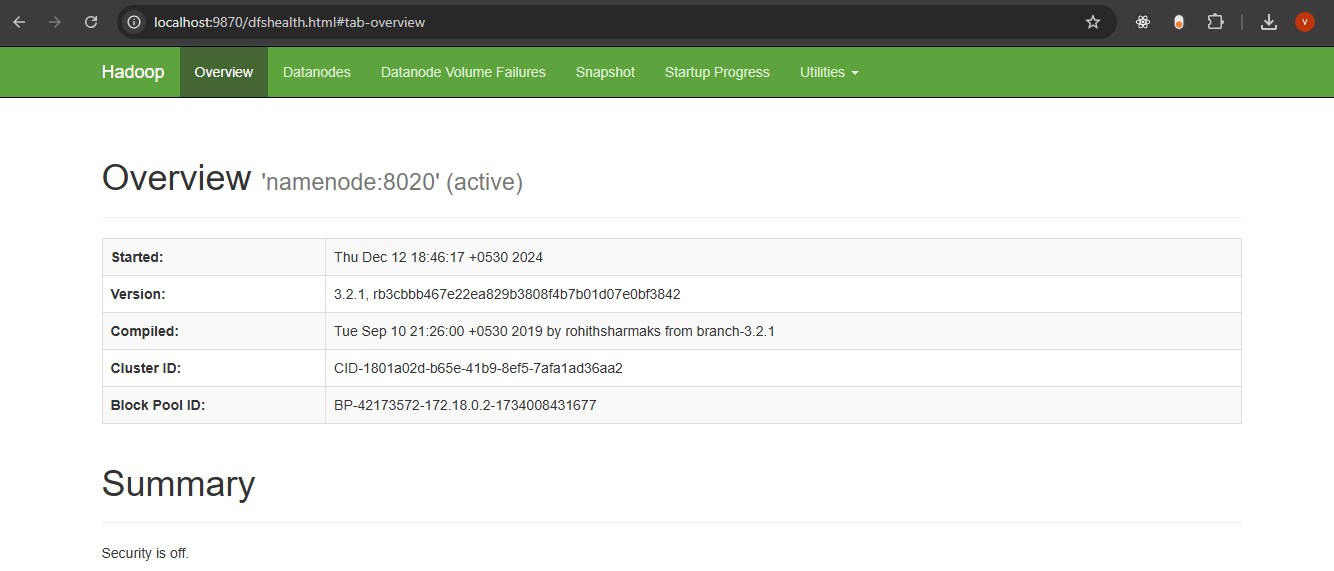 localhost:9870/dfshealth.html#tab-overview
V
Hadoop Overview Datanodes Datanode Volume Failures Snapshot Startup Progress Utilities
Overview 'namenode:8020' (active)
Started: Thu Dec 12 18:46:17 +0530 2024
Version: 3.2.1, rb3cbbb467e22ea829b3808f4b7b01d07e0bf3842
Compiled: Tue Sep 10 21:26:00 +0530 2019 by rohithsharmaks from branch-3.2.1
Cluster ID: CID-1801a02d-b65e-41b9-8ef5-7afa1ad36aa2
Block Pool ID: BP-42173572-172.18.0.2-1734008431677
Summary
Security is off.